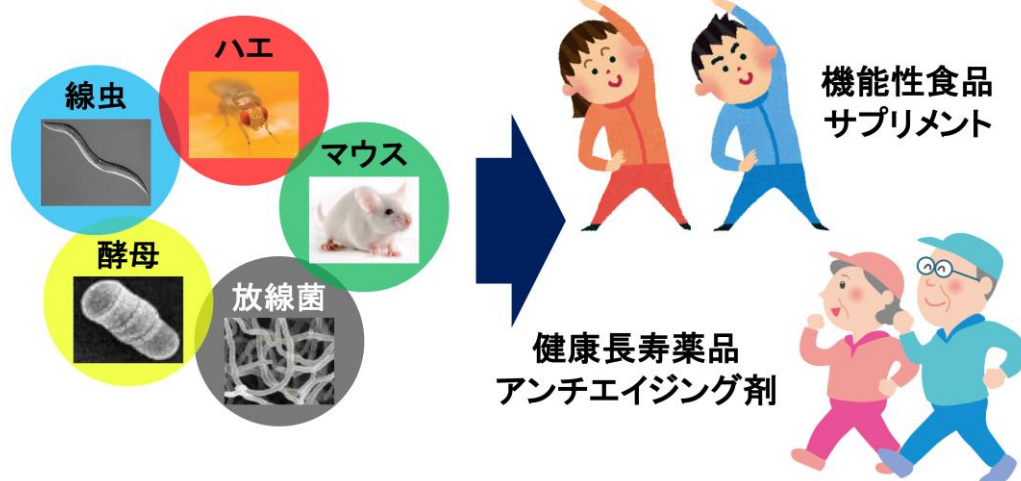 ハエ
線虫
マウス
酵母
放線菌
機能性食品
サプリメント
健康長寿薬品
アンチエイジング剤